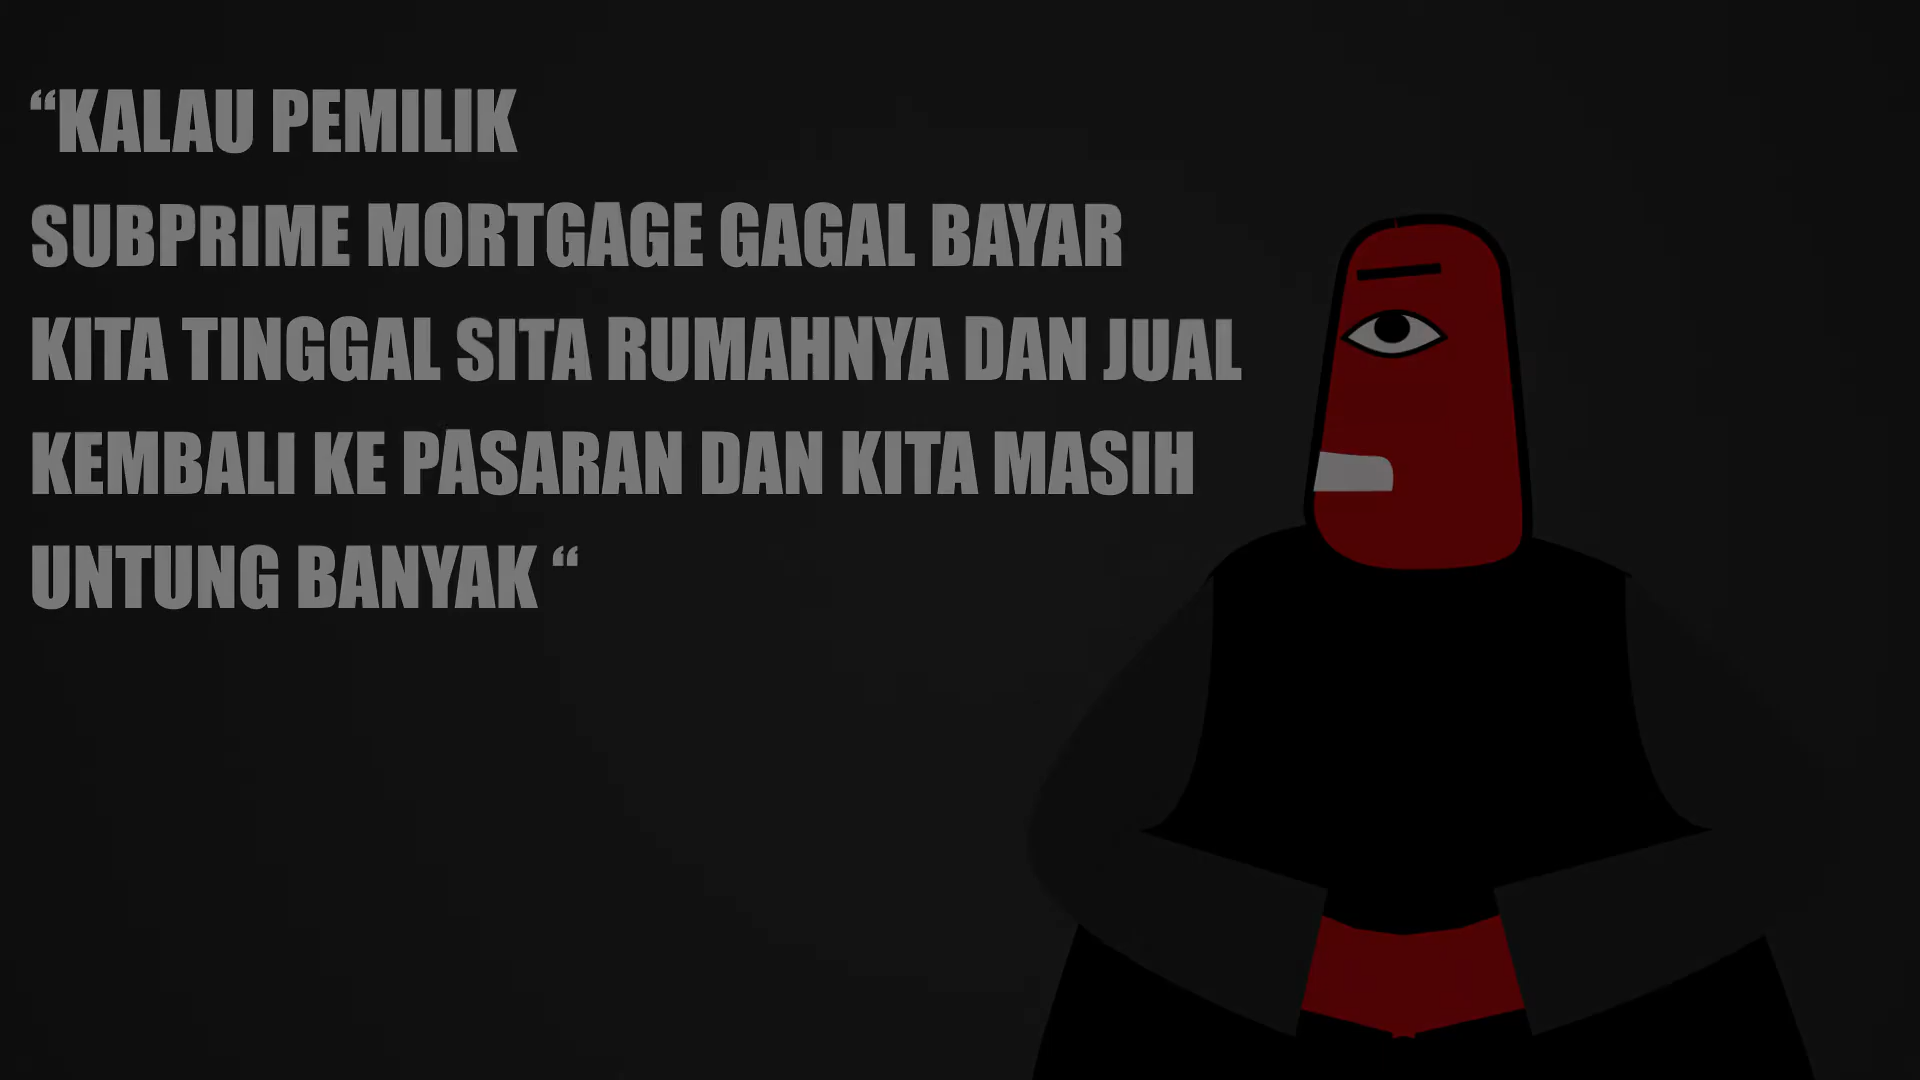 “KALAU PEMILIK
SUBPRIME MORTGAGE GAGAL BAYAR
KITA TINGGAL SITA RUMAHNYA DAN JUAL
KEMBALI KE PASARAN DAN KITA MASIH
UNTUNG BANYAK “